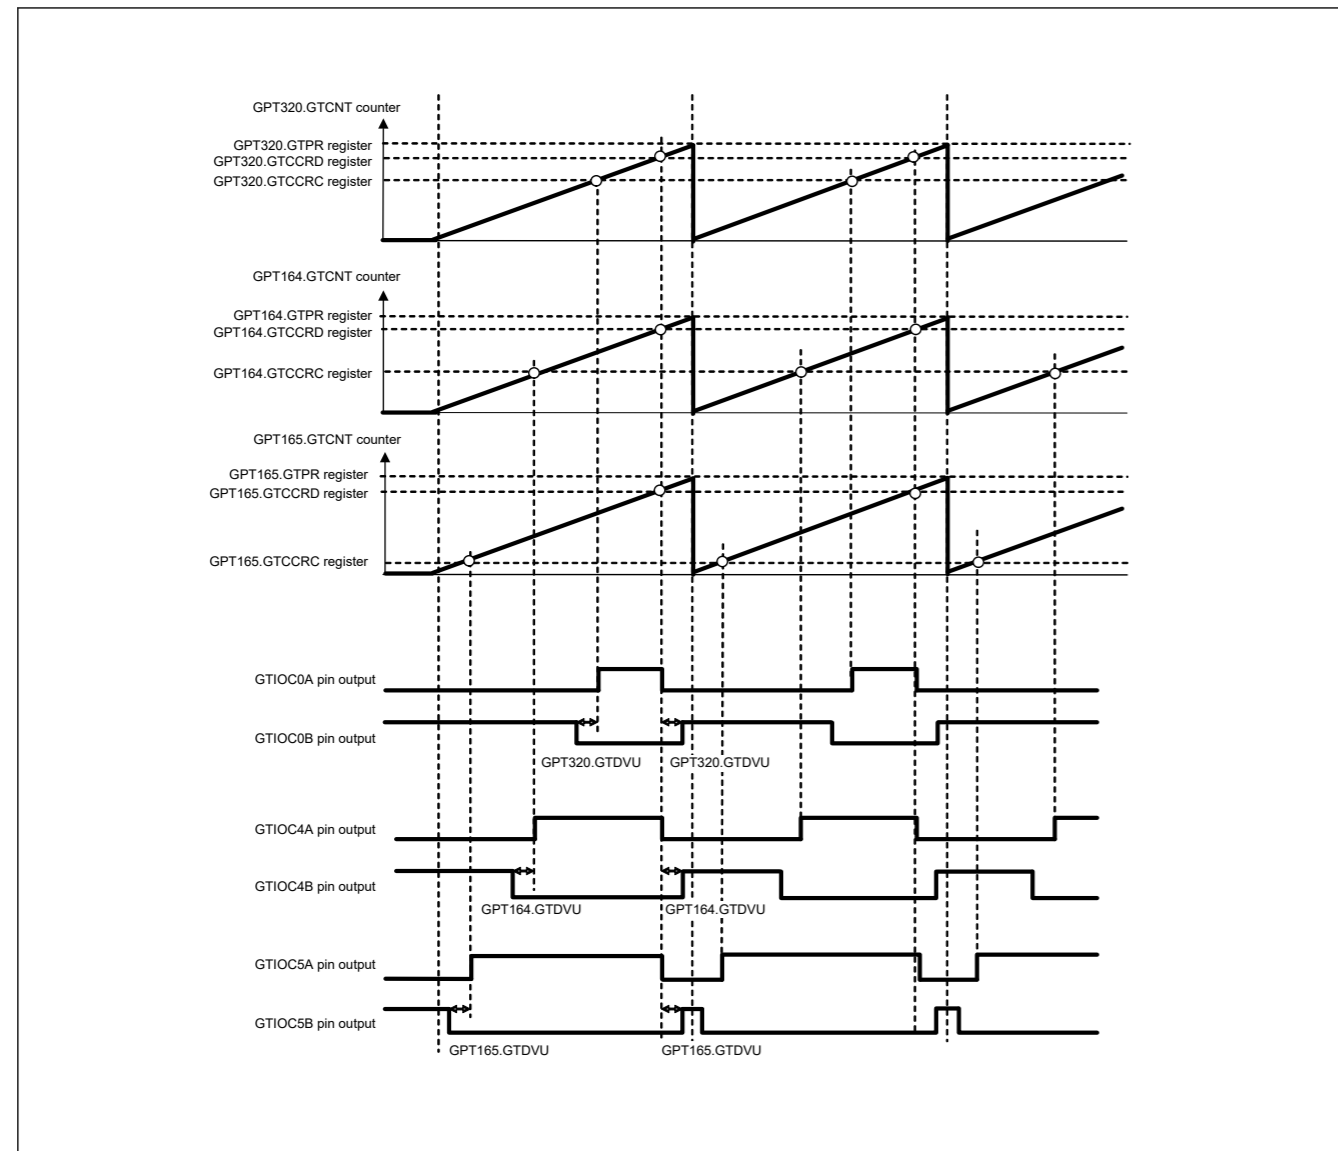 GPT320.GTCNT counter
GPT320.GTPR register
GPT320.GTCCRD register
GPT320.GTCCRC register
GPT164.GTCNT counter
GPT164.GTPR register
GPT164.GTCCRD register
GPT164.GTCCRC register
GPT165.GTCNT counter
GPT165.GTPR register
GPT165.GTCCRD register
GPT165.GTCCRC register
GTIOC0A pin output
GTIOC0B pin output
GPT320.GTDVU GPT320.GTDVU
GTIOC4A pin output
GTIOC4B pin output
GPT164.GTDVU GPT164.GTDVU
GTIOC5A pin output
GTIOC5B pin output
GPT165.GTDVU GPT165.GTDVU